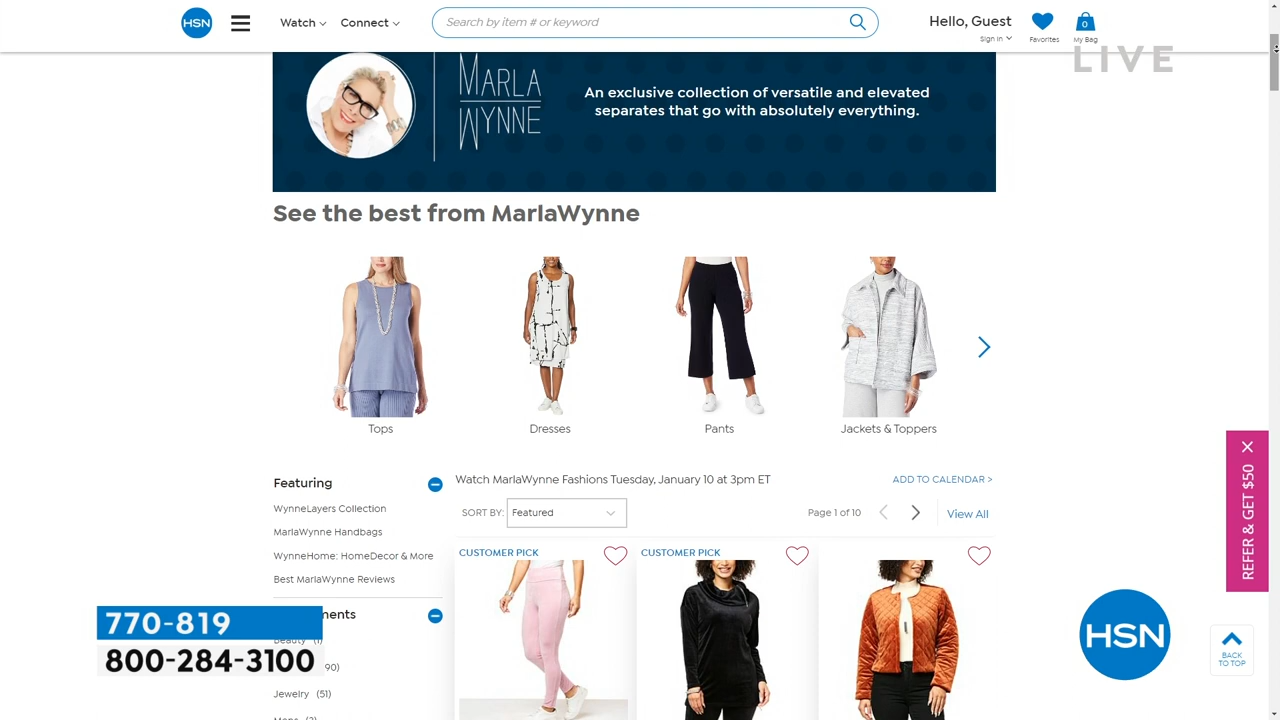 HSN
Watch
Connect
Search by item # or keyword
Hello, Guest
Sign In
Favorites
0
My Bag
LIVE
MARLA
WYNNE
An exclusive collection of versatile and elevated
separates that go with absolutely everything.
See the best from MarlaWynne
Tops
Dresses
Pants
Jackets & Toppers
Featuring
WynneLayers Collection
MarlaWynne Handbags
WynneHome: HomeDecor & More
Best MarlaWynne Reviews
Watch MarlaWynne Fashions Tuesday, January 10 at 3pm ET
ADD TO CALENDAR >
SORT BY:
Featured
Page 1 of 10
View All
CUSTOMER PICK
CUSTOMER PICK
REFER & GET $50
770-819
800-284-3100
Jewelry (51)
HSN
BACK
TO TOP